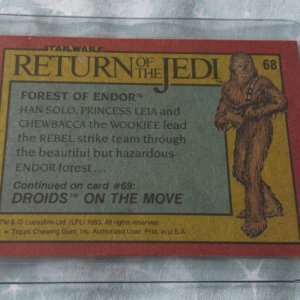 STAR WARS
RETURN OF THE JEDI™
68
FOREST OF ENDOR™
HAN SOLO, PRINCESS LEIA and
CHEWBACCA the WOOKIEE lead
the REBEL strike team through
the beautiful but hazardous
ENDOR forest . . .
Continued on card #69:
DROIDS™ ON THE MOVE
TM & © Lucasfilm Ltd. (LFL) 1983. All rights reserved.
* Topps Chewing Gum, Inc. Authorized User. Prtd. in U.S.A.